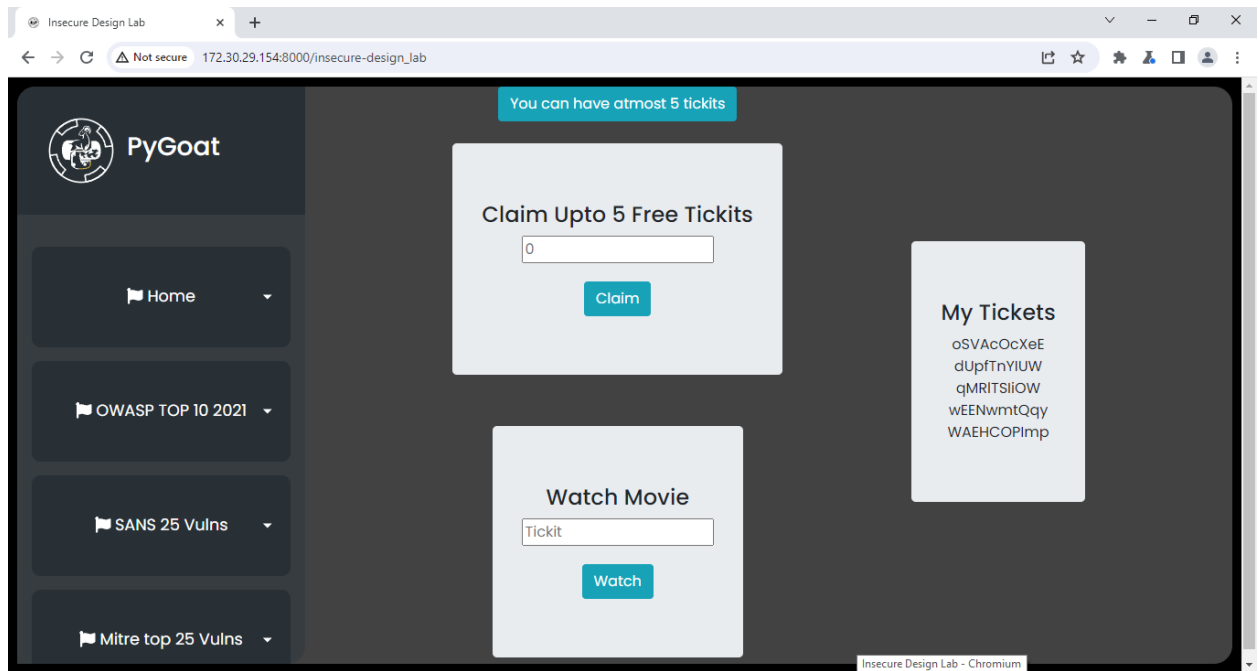 Insecure Design Lab
Not secure 172.30.29.154:8000/insecure-design_lab
PyGoat
Home
OWASP TOP 10 2021
SANS 25 Vulns
Mitre top 25 Vulns
You can have atmost 5 tickits
Claim Upto 5 Free Tickits
0
Claim
Watch Movie
Tickit
Watch
My Tickets
oSVAcOcXeE
dUpfTnYIUW
qMRlTSIiOW
wEENwmtQqy
WAEHCOPImp
Insecure Design Lab - Chromium